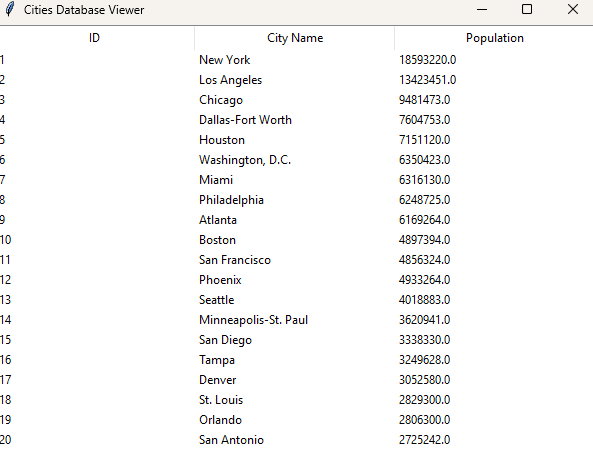 Cities Database Viewer
ID City Name Population
1 New York 18593220.0
2 Los Angeles 13423451.0
3 Chicago 9481473.0
4 Dallas-Fort Worth 7604753.0
5 Houston 7151120.0
6 Washington, D.C. 6350423.0
7 Miami 6316130.0
8 Philadelphia 6248725.0
9 Atlanta 6169264.0
10 Boston 4897394.0
11 San Francisco 4856324.0
12 Phoenix 4933264.0
13 Seattle 4018883.0
14 Minneapolis-St. Paul 3620941.0
15 San Diego 3338330.0
16 Tampa 3249628.0
17 Denver 3052580.0
18 St. Louis 2829300.0
19 Orlando 2806300.0
20 San Antonio 2725242.0